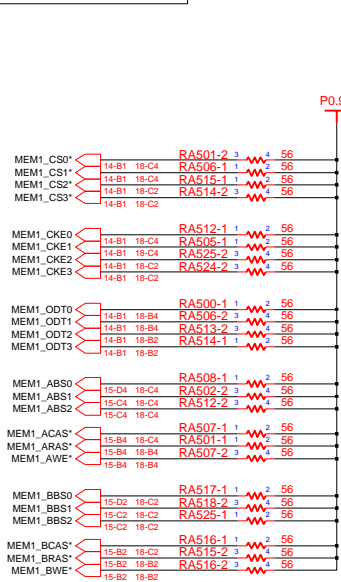 P0.9
MEM1_CS0* RA501-2 3 4 56
14-B1 18-C4
MEM1_CS1* RA506-1 1 2 56
14-B1 18-C4
MEM1_CS2* RA515-1 1 2 56
14-B1 18-C2
MEM1_CS3* RA514-2 3 4 56
14-B1 18-C2
MEM1_CKE0 RA512-1 1 2 56
14-B1 18-C4
MEM1_CKE1 RA505-1 1 2 56
14-B1 18-C4
MEM1_CKE2 RA525-2 3 4 56
14-B1 18-C2
MEM1_CKE3 RA524-2 3 4 56
14-B1 18-C2
MEM1_ODT0 RA500-1 1 2 56
14-B1 18-B4
MEM1_ODT1 RA506-2 3 4 56
14-B1 18-B4
MEM1_ODT2 RA513-2 3 4 56
14-B1 18-B2
MEM1_ODT3 RA514-1 1 2 56
14-B1 18-B2
MEM1_ABS0 RA508-1 1 2 56
15-D4 18-C4
MEM1_ABS1 RA502-2 3 4 56
15-C4 18-C4
MEM1_ABS2 RA512-2 3 4 56
15-C4 18-C4
MEM1_ACAS* RA507-1 1 2 56
15-B4 18-C4
MEM1_ARAS* RA501-1 1 2 56
15-B4 18-B4
MEM1_AWE* RA507-2 3 4 56
15-B4 18-B4
MEM1_BBS0 RA517-1 1 2 56
15-D2 18-C2
MEM1_BBS1 RA518-2 3 4 56
15-C2 18-C2
MEM1_BBS2 RA525-1 1 2 56
15-C2 18-C2
MEM1_BCAS* RA516-1 1 2 56
15-B2 18-C2
MEM1_BRAS* RA515-2 3 4 56
15-B2 18-B2
MEM1_BWE* RA516-2 3 4 56
15-B2 18-B2